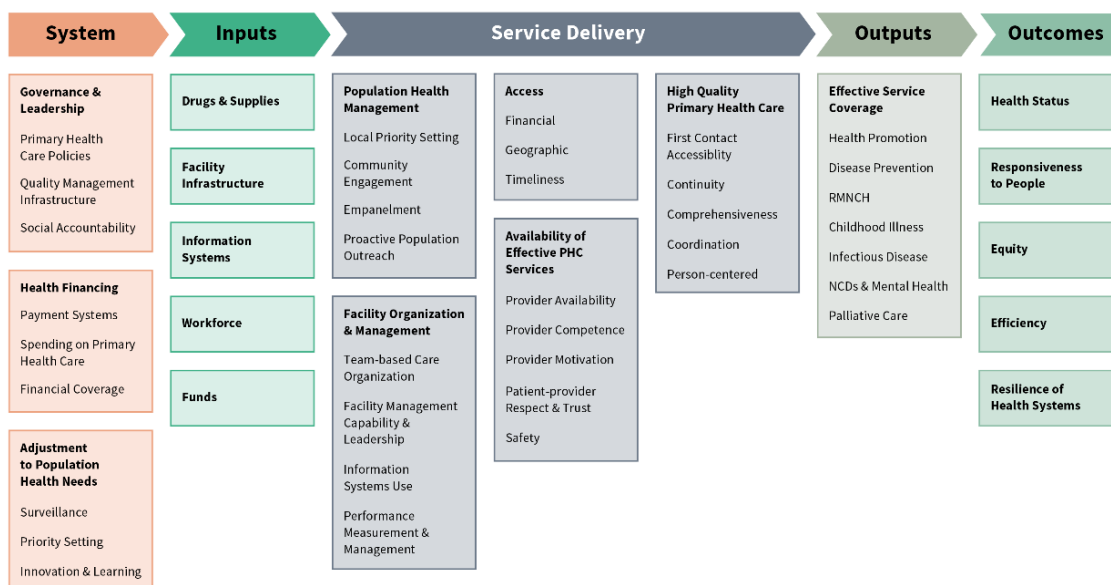 System
Inputs
Service Delivery
Outputs
Outcomes
Governance &
Leadership
Primary Health
Care Policies
Quality Management
Infrastructure
Social Accountability
Health Financing
Payment Systems
Spending on Primary
Health Care
Financial Coverage
Adjustment
to Population
Health Needs
Surveillance
Priority Setting
Innovation & Learning
Drugs & Supplies
Facility
Infrastructure
Information
Systems
Workforce
Funds
Population Health
Management
Local Priority Setting
Community
Engagement
Empanelment
Proactive Population
Outreach
Facility Organization
& Management
Team-based Care
Organization
Facility Management
Capability &
Leadership
Information
Systems Use
Performance
Measurement &
Management
Access
Financial
Geographic
Timeliness
Availability of
Effective PHC
Services
Provider Availability
Provider Competence
Provider Motivation
Patient-provider
Respect & Trust
Safety
High Quality
Primary Health Care
First Contact
Accessiblity
Continuity
Comprehensiveness
Coordination
Person-centered
Effective Service
Coverage
Health Promotion
Disease Prevention
RMNCH
Childhood Illness
Infectious Disease
NCDs & Mental Health
Palliative Care
Health Status
Responsiveness
to People
Equity
Efficiency
Resilience of
Health Systems